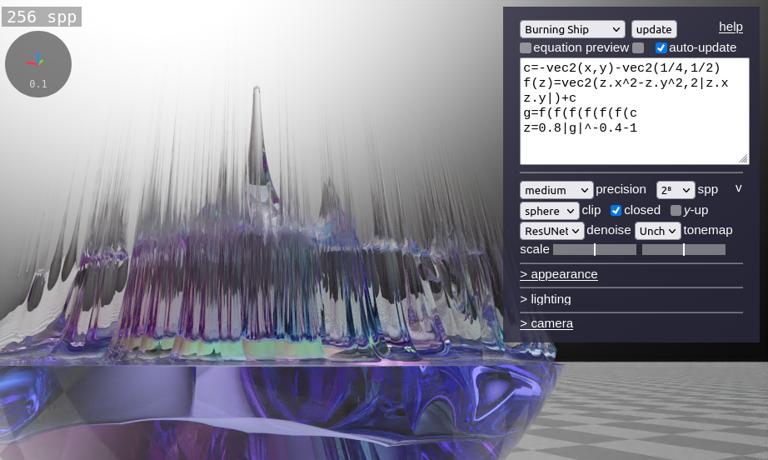 256 spp
0.1
Burning Ship
update
help
equation preview
auto-update
c=-vec2(x,y)-vec2(1/4,1/2)
f(z)=vec2(z.x^2-z.y^2,2|z.x
z.y|)+c
g=f(f(f(f(f(f(c
z=0.8|g|^-0.4-1
medium precision 2⁸ spp v
sphere clip closed y-up
ResUNet denoise Unch tonemap
scale
> appearance
> lighting
> camera